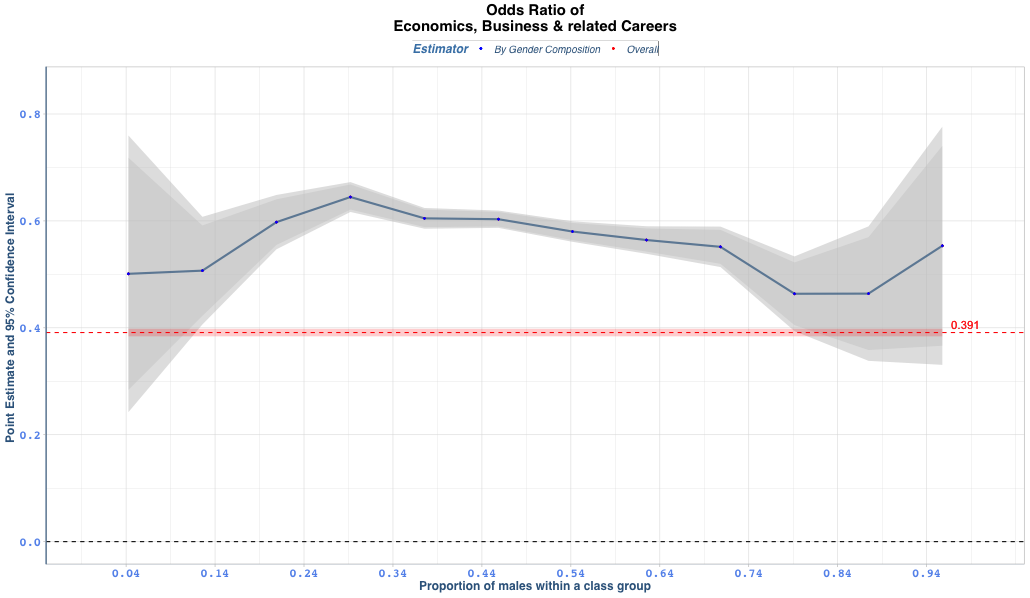 Odds Ratio of
Economics, Business & related Careers
Estimator By Gender Composition Overall
Point Estimate and 95% Confidence Interval
0.8
0.6
0.4
0.2
0.0
0.391
0.04 0.14 0.24 0.34 0.44 0.54 0.64 0.74 0.84 0.94
Proportion of males within a class group